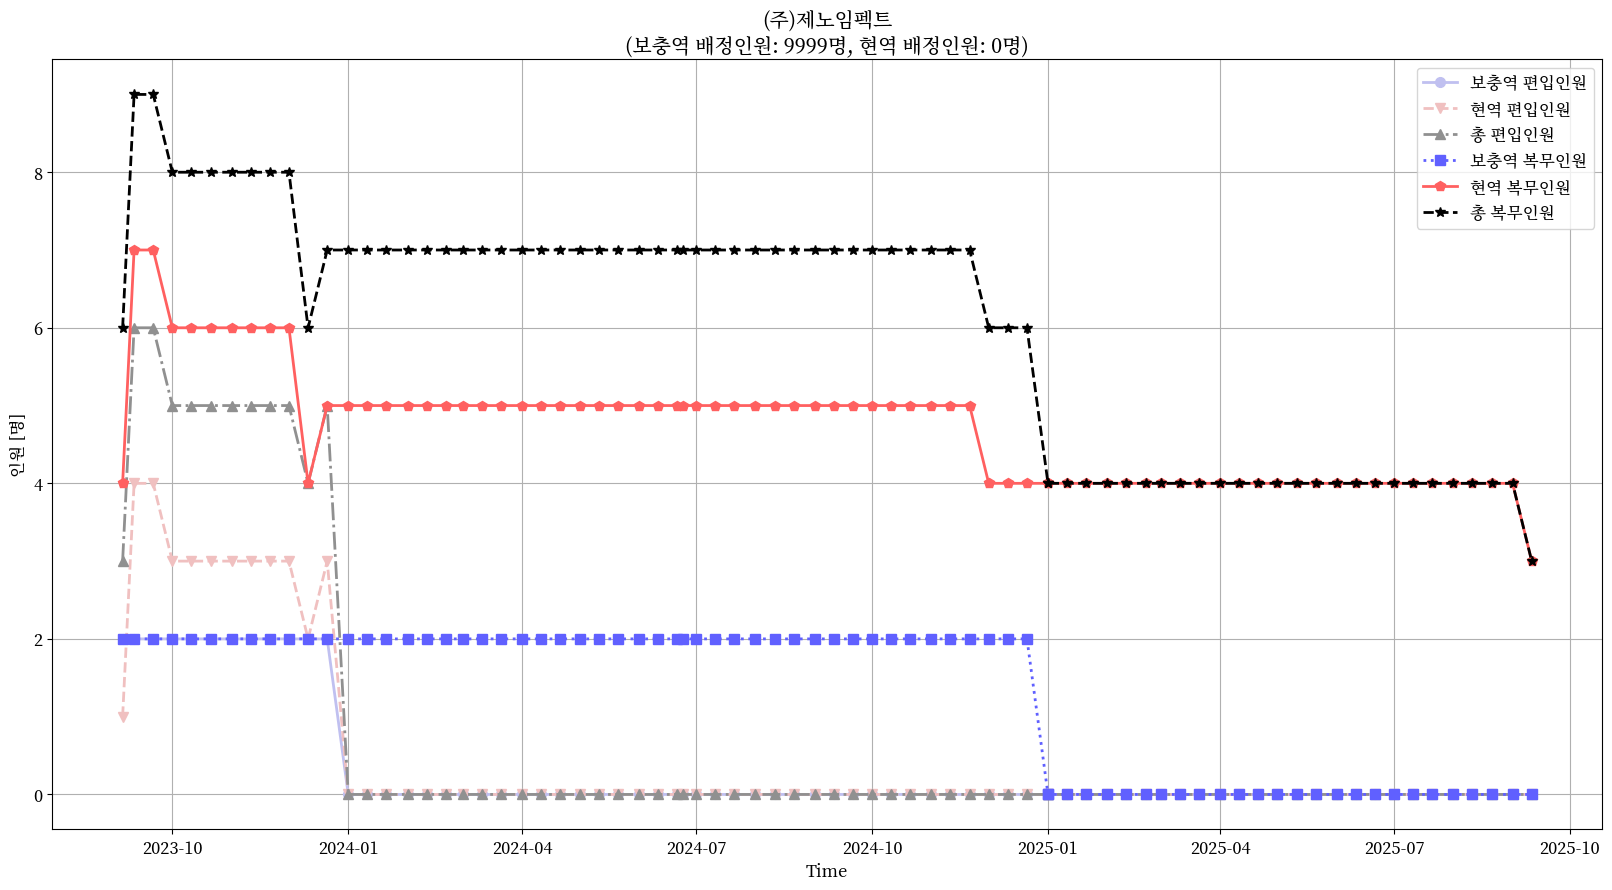 (주)제노임펙트
(보충역 배정인원: 9999명, 현역 배정인원: 0명)
보충역 편입인원
현역 편입인원
총 편입인원
보충역 복무인원
현역 복무인원
총 복무인원
인원 [명]
8
6
4
2
0
2023-10
2024-01
2024-04
2024-07
2024-10
2025-01
2025-04
2025-07
2025-10
Time